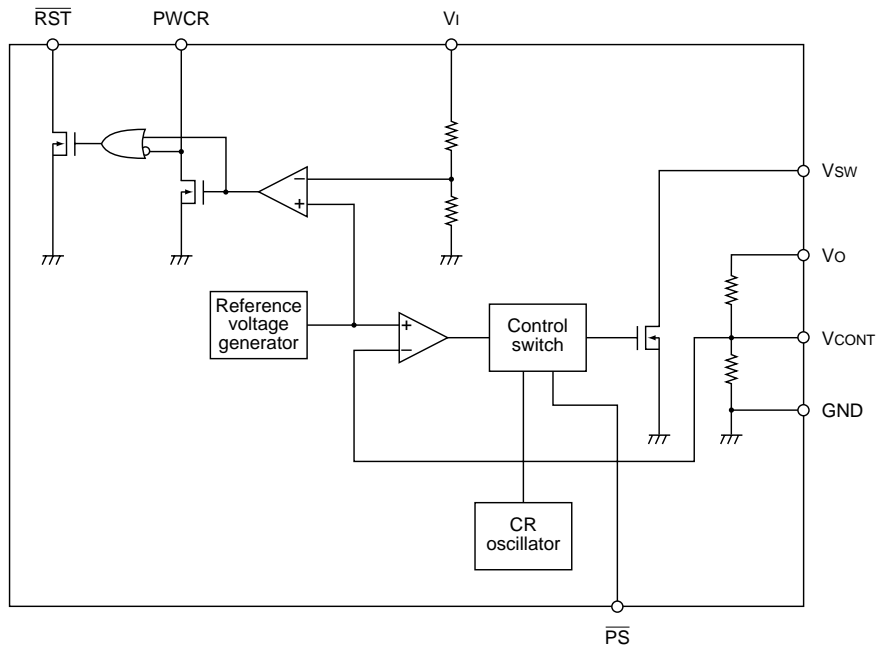 RST PWCR VI
VSW
VO
Reference
voltage
generator
Control
switch
VCONT
GND
CR
oscillator
PS
− 
+
+
−